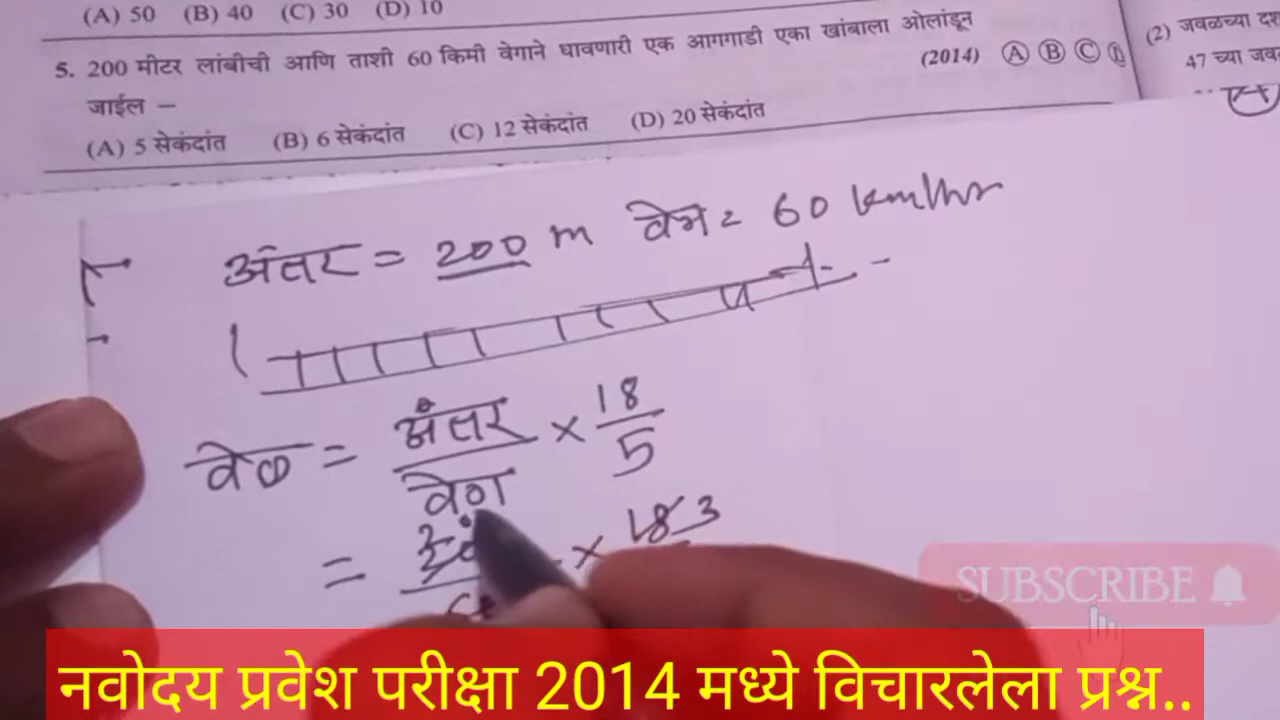 (A) 50 (B) 40 (C) 30 (D) 10
5. 200 मीटर लांबीची आणि ताशी 60 किमी वेगाने धावणारी एक आगगाडी एका खांबाला ओलांडून
जाईल –
(2014) Ⓐ Ⓑ Ⓒ Ⓓ
(A) 5 सेकंदांत (B) 6 सेकंदांत (C) 12 सेकंदांत (D) 20 सेकंदांत
(2) जवळच्या
47 च्या
अंतर = 200 m वेग = 60 km/hr
वेळ = अंतर/वेग × 18/5
= × 18 3
SUBSCRIBE
नवोदय प्रवेश परीक्षा 2014 मध्ये विचारलेला प्रश्न..